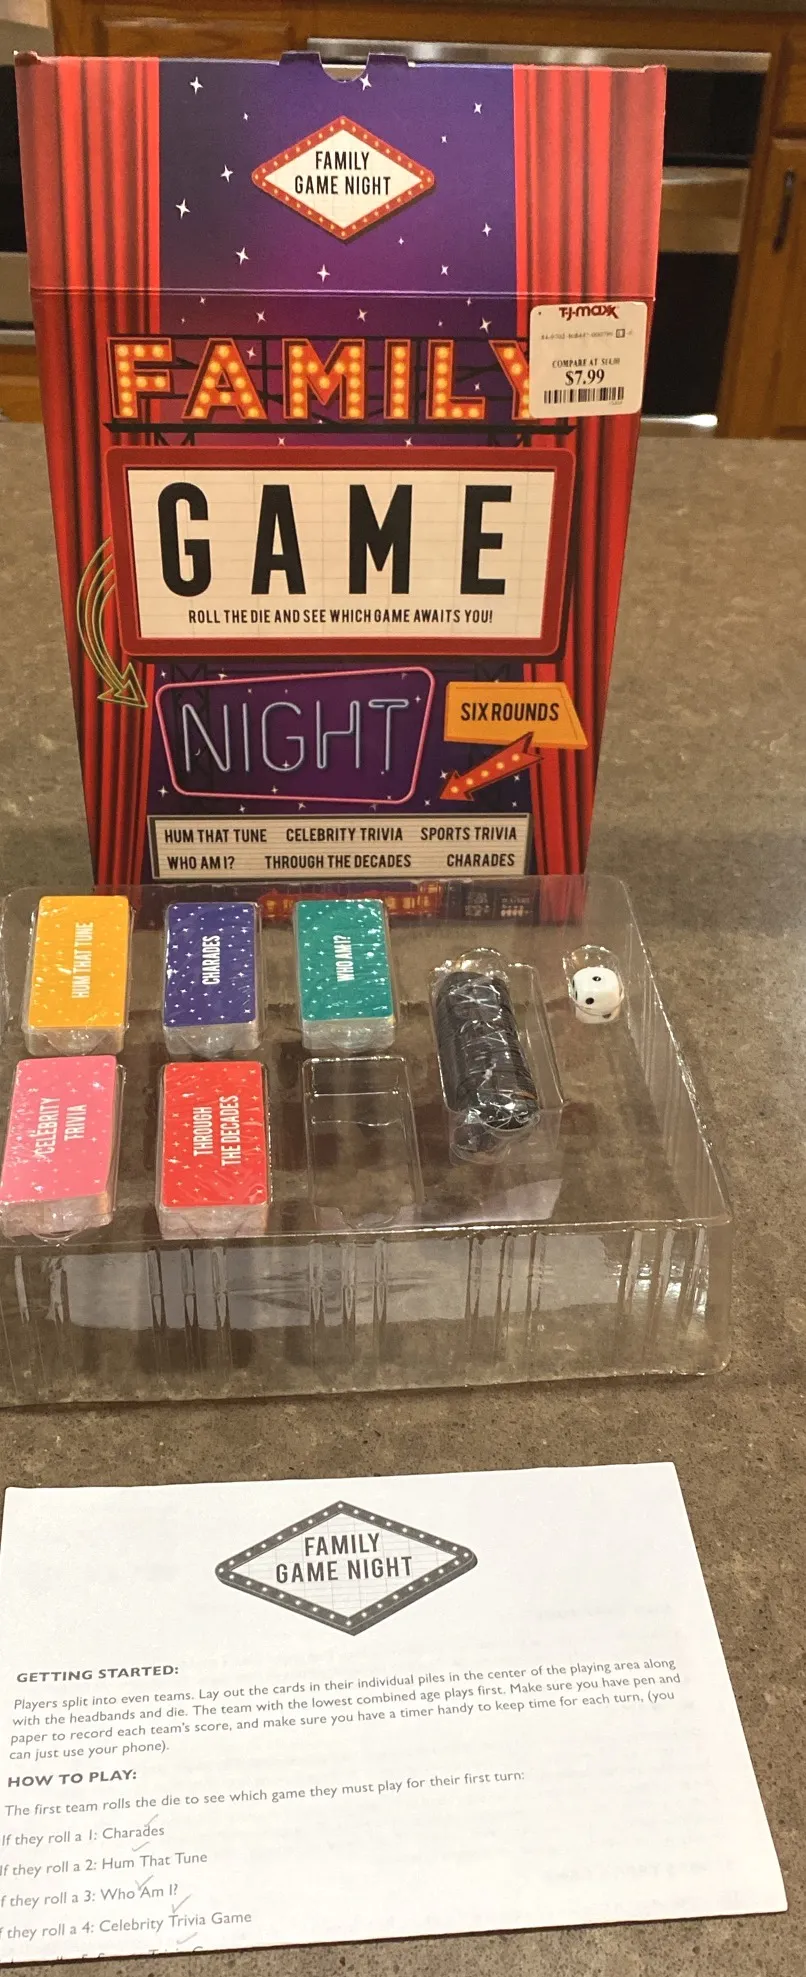 FAMILY
GAME NIGHT
T·J·maxx
COMPARE AT $14.00
$7.99
FAMILY
GAME
ROLL THE DIE AND SEE WHICH GAME AWAITS YOU!
NIGHT
SIX ROUNDS
HUM THAT TUNE CELEBRITY TRIVIA SPORTS TRIVIA
WHO AM I? THROUGH THE DECADES CHARADES
HUM THAT TUNE
CHARADES
WHO AM I?
CELEBRITY
TRIVIA
THROUGH
THE DECADES
FAMILY
GAME NIGHT
GETTING STARTED:
Players split into even teams. Lay out the cards in their individual piles in the center of the playing area along
with the headbands and die. The team with the lowest combined age plays first. Make sure you have pen and
paper to record each team's score, and make sure you have a timer handy to keep time for each turn, (you
can just use your phone).
HOW TO PLAY:
The first team rolls the die to see which game they must play for their first turn:
If they roll a 1: Charades
If they roll a 2: Hum That Tune
f they roll a 3: Who Am I?
f they roll a 4: Celebrity Trivia Game